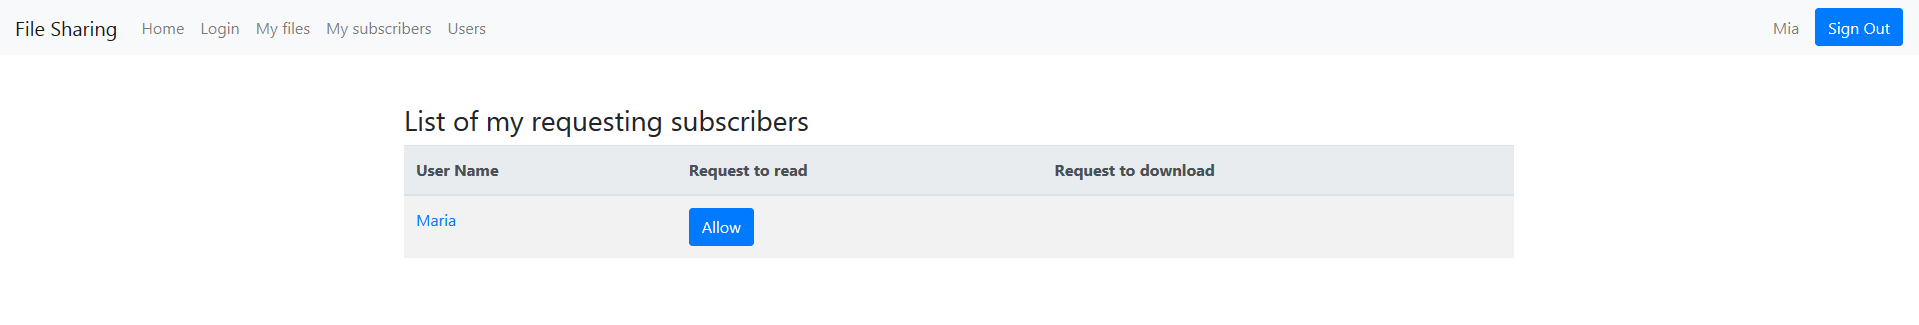 File Sharing Home Login My files My subscribers Users Mia Sign Out
List of my requesting subscribers
User Name Request to read Request to download
Maria Allow